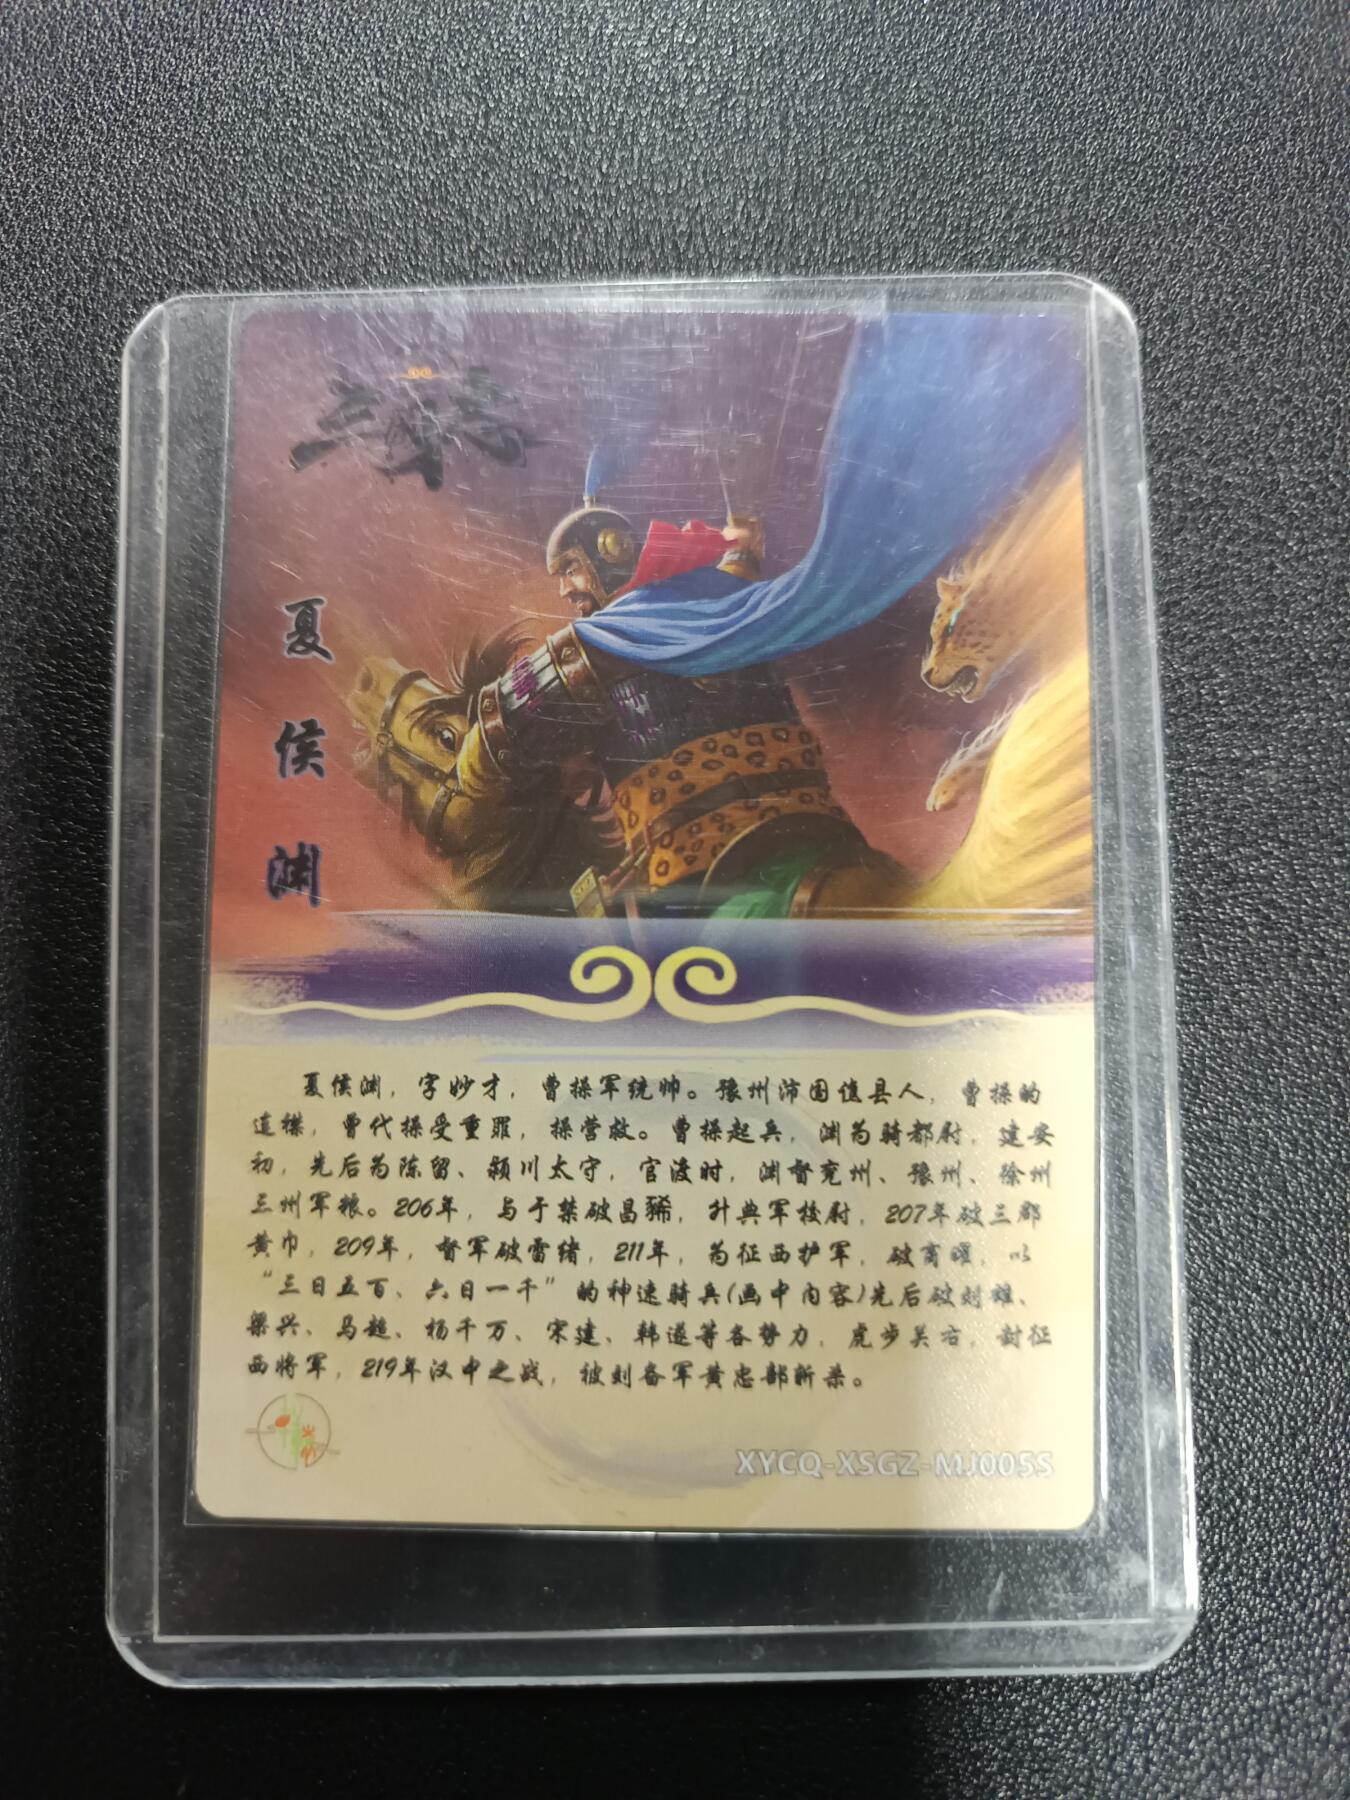 夏
侯
渊
夏侯渊，字妙才，曹操军统帅。豫州沛国谯县人，曹操的
连襟，曾代操受重罪，操营救。曹操起兵，渊为骑都尉，建安
初，先后为陈留、颍川太守，官渡时，渊督兖州、豫州、徐州
三州军粮。206年，与于禁破昌豨，升典军校尉，207年破三郡
黄巾，209年，督军破雷绪，211年，为征西护军，破商曜，以
“三日五百、六日一千”的神速骑兵(画中内容)先后破刘雄、
梁兴、马超、杨千万、宋建、韩遂等各势力，虎步关右，封征
西将军，219年汉中之战，被刘备军黄忠部斩杀。
XYCQ-XSGZ-MJ005S